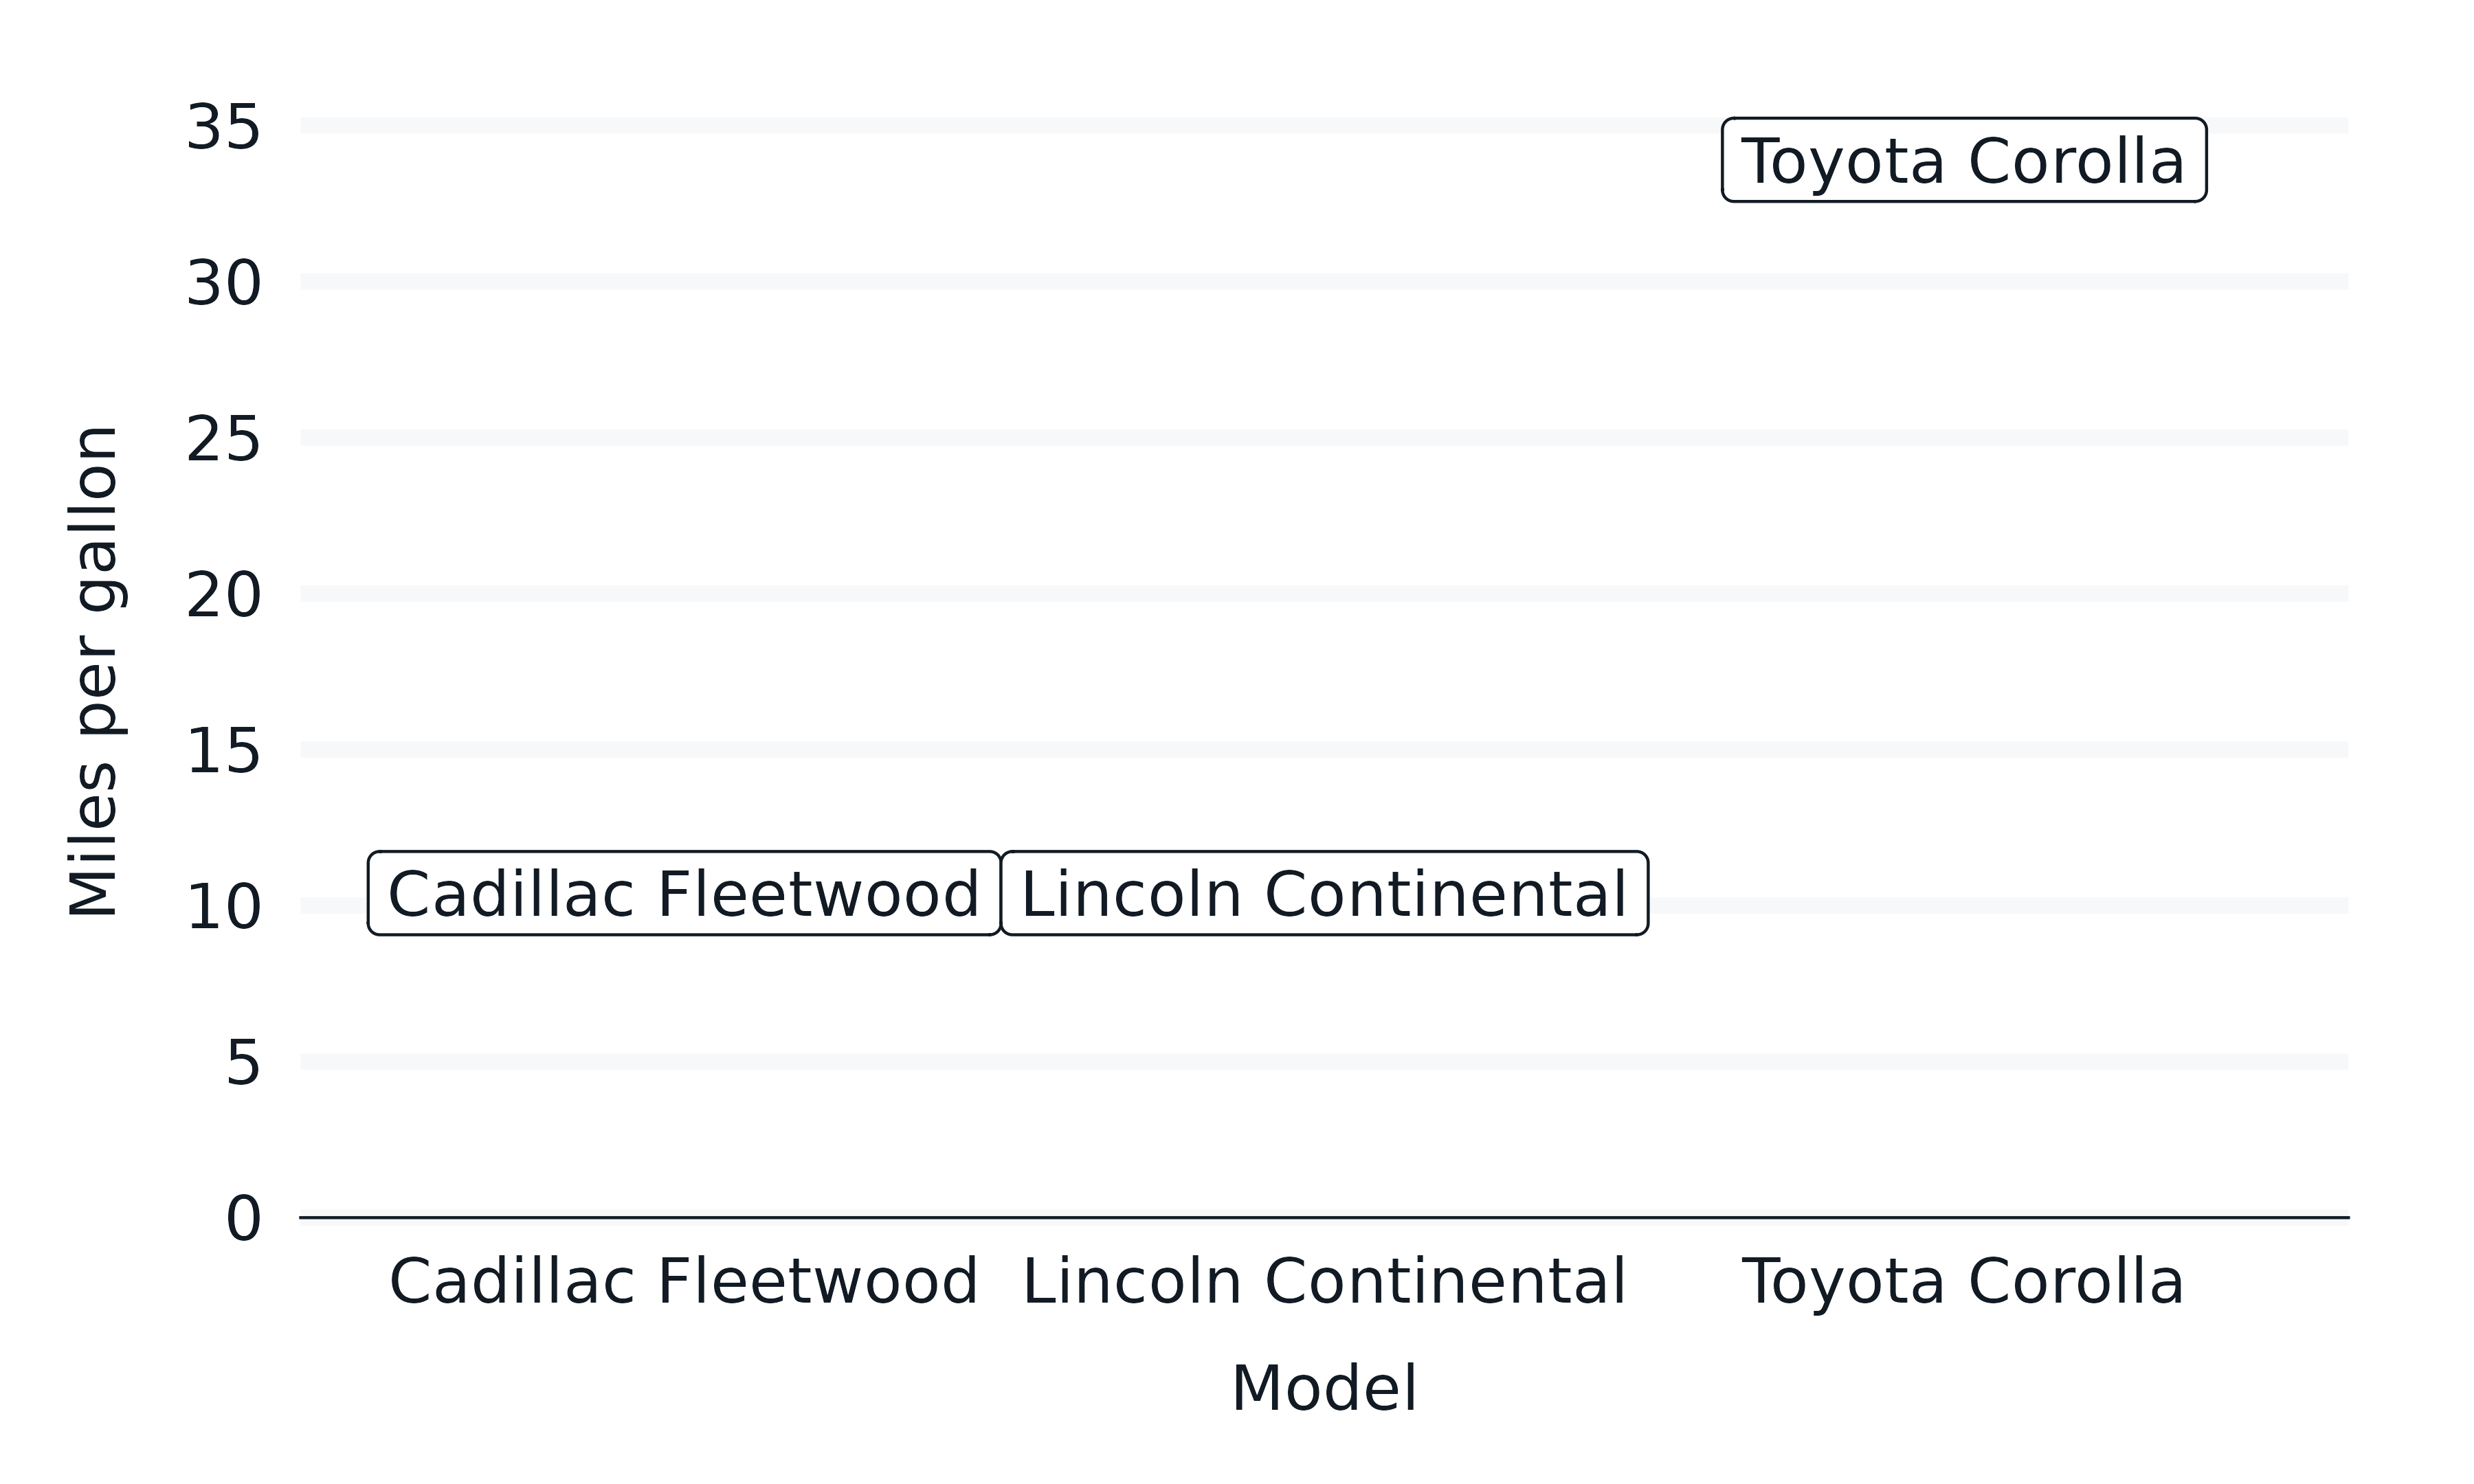 35
Toyota Corolla
30
25
20
15
10
Cadillac Fleetwood
Lincoln Continental
5
0
Miles per gallon
Cadillac Fleetwood
Lincoln Continental
Toyota Corolla
Model